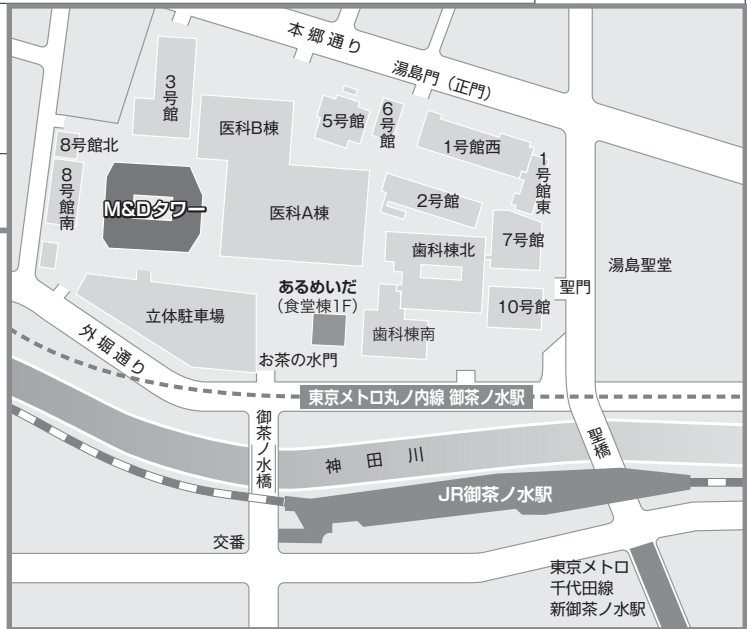 本郷通り
湯島門（正門）
3号館
医科B棟
5号館
6号館
1号館西
1号館東
8号館北
8号館南
M&Dタワー
医科A棟
2号館
7号館
歯科棟北
湯島聖堂
あるめいだ
（食堂棟1F）
聖門
10号館
立体駐車場
歯科棟南
外堀通り
お茶の水門
東京メトロ丸ノ内線 御茶ノ水駅
御茶ノ水橋
神田川
聖橋
JR御茶ノ水駅
交番
東京メトロ
千代田線
新御茶ノ水駅